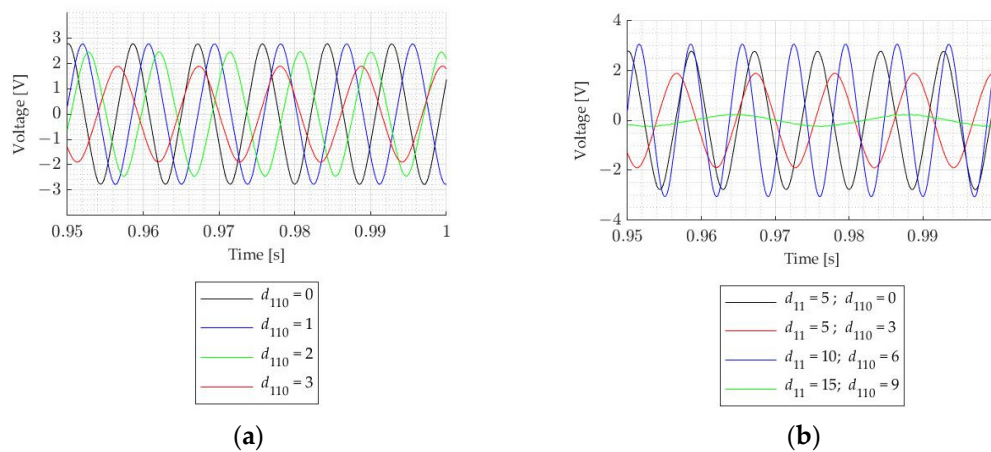 3
2
1
0
−1
−2
−3
Voltage [V]
0.95
0.96
0.97
0.98
0.99
1
Time [s]
d110 = 0
d110 = 1
d110 = 2
d110 = 3
(a)
4
2
0
−2
−4
Voltage [V]
0.95
0.96
0.97
0.98
0.99
Time [s]
d11 = 5 ; d110 = 0
d11 = 5 ; d110 = 3
d11 = 10; d110 = 6
d11 = 15; d110 = 9
(b)